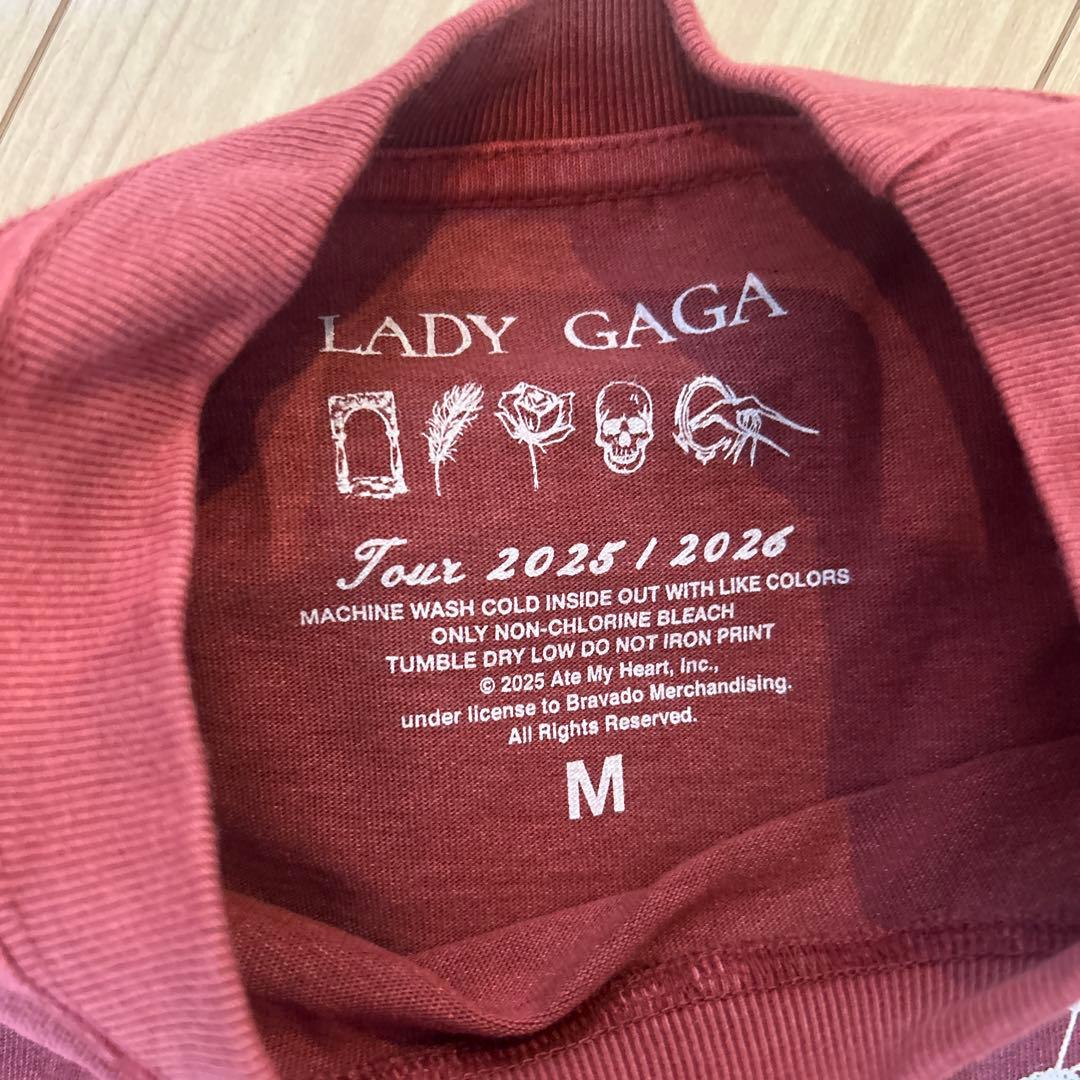 LADY GAGA
Tour 2025 / 2026
MACHINE WASH COLD INSIDE OUT WITH LIKE COLORS
ONLY NON-CHLORINE BLEACH
TUMBLE DRY LOW DO NOT IRON PRINT
© 2025 Ate My Heart, Inc.,
under license to Bravado Merchandising.
All Rights Reserved.
M